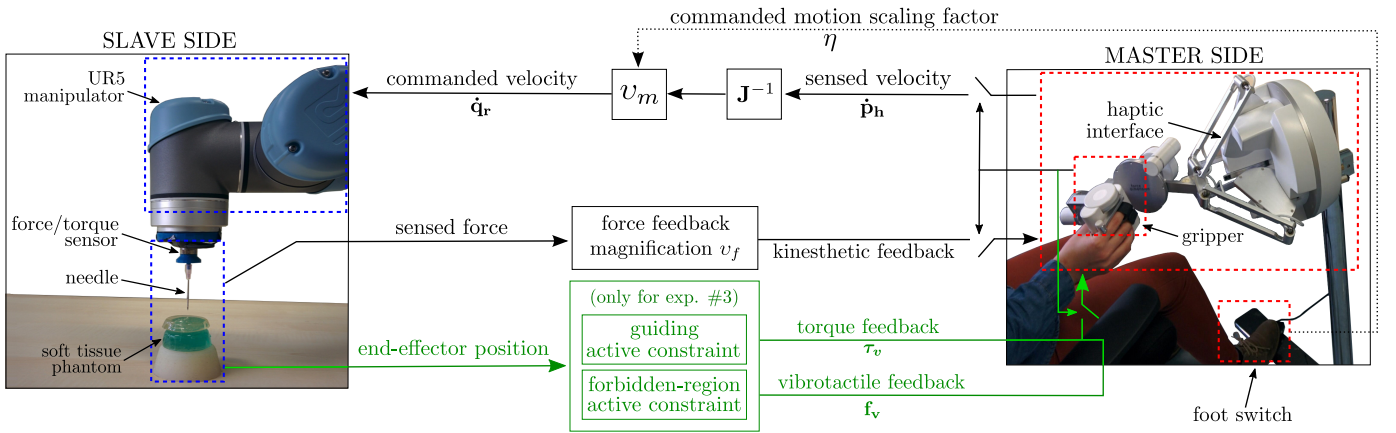 commanded motion scaling factor
η
SLAVE SIDE
MASTER SIDE
UR5
manipulator
commanded velocity
q̇ᵣ
υₘ
J⁻¹
sensed velocity
ṗₕ
haptic
interface
force/torque
sensor
sensed force
force feedback
magnification υ_f
kinesthetic feedback
gripper
needle
(only for exp. #3)
guiding
active constraint
torque feedback
τᵥ
soft tissue
phantom
end-effector position
forbidden-region
active constraint
vibrotactile feedback
fᵥ
foot switch